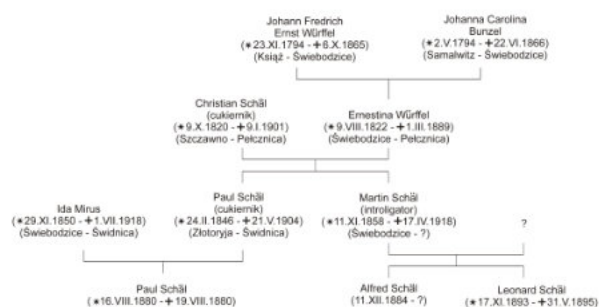 Johann Fredrich
Ernst Würffel
(*23.XI.1794 - +6.X.1865)
(Książ - Świebodzice)
Johanna Carolina
Bunzel
(*2.V.1794 - +22.VI.1866)
(Samalwitz - Świebodzice)
Christian Schäl
(cukiernik)
(*9.X.1820 - +9.I.1901)
(Szczawno - Pełcznica)
Ernestina Würffel
(*9.VIII.1822 - +1.III.1889)
(Świebodzice - Pełcznica)
Ida Mirus
(*29.XI.1850 - +1.VII.1918)
(Świebodzice - Świdnica)
Paul Schäl
(cukiernik)
(*24.II.1846 - +21.V.1904)
(Złotoryja - Świdnica)
Martin Schäl
(introligator)
(*11.XI.1858 - +17.IV.1918)
(Świebodzice - ?)
?
Paul Schäl
(*16.VIII.1880 - +19.VIII.1880)
Alfred Schäl
(11.XII.1884 - ?)
Leonard Schäl
(*17.XI.1893 - +31.V.1895)